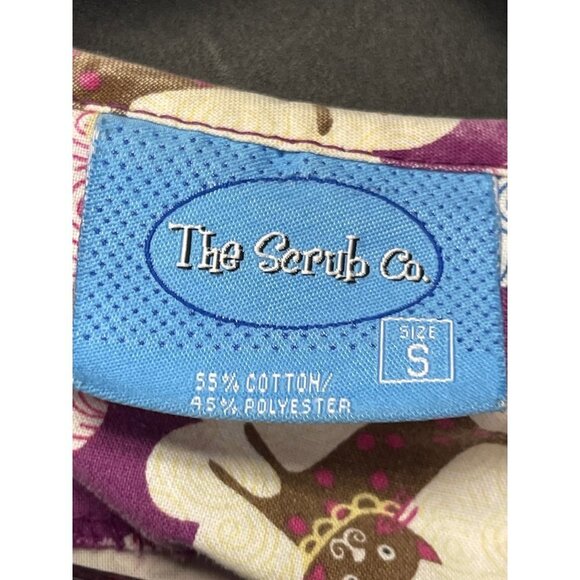 The Scrub Co.
SIZE
S
55% COTTON/
45% POLYESTER